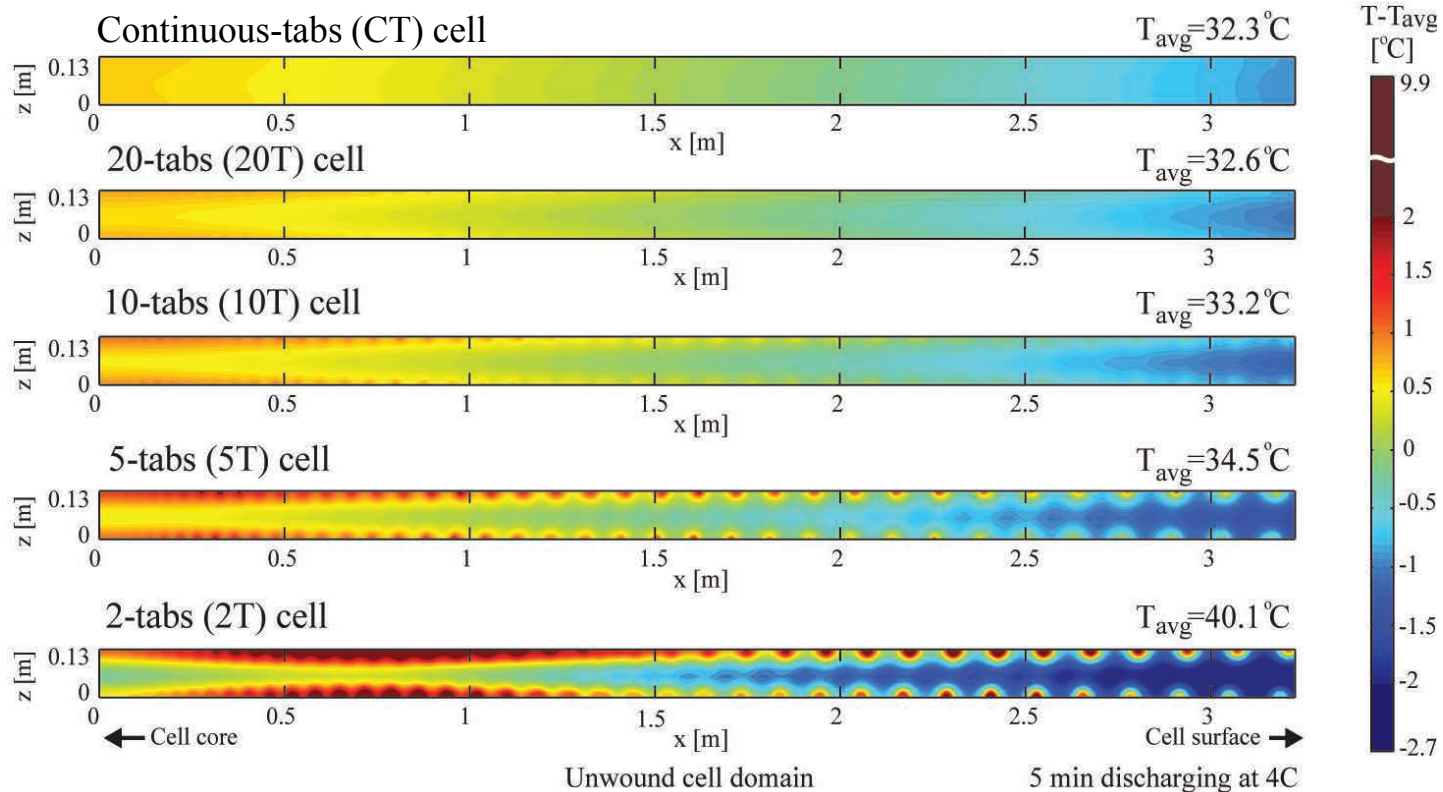 Continuous-tabs (CT) cell
Tavg=32.3°C
z [m]
0.13
0
0 0.5 1 1.5 2 2.5 3
x [m]
20-tabs (20T) cell
Tavg=32.6°C
z [m]
0.13
0
0 0.5 1 1.5 2 2.5 3
x [m]
10-tabs (10T) cell
Tavg=33.2°C
z [m]
0.13
0
0 0.5 1 1.5 2 2.5 3
x [m]
5-tabs (5T) cell
Tavg=34.5°C
z [m]
0.13
0
0 0.5 1 1.5 2 2.5 3
x [m]
2-tabs (2T) cell
Tavg=40.1°C
z [m]
0.13
0
0 0.5 1 1.5 2 2.5 3
← Cell core
x [m]
Cell surface →
Unwound cell domain
5 min discharging at 4C
T-Tavg
[°C]
9.9
2
1.5
1
0.5
0
-0.5
-1
-1.5
-2
-2.7